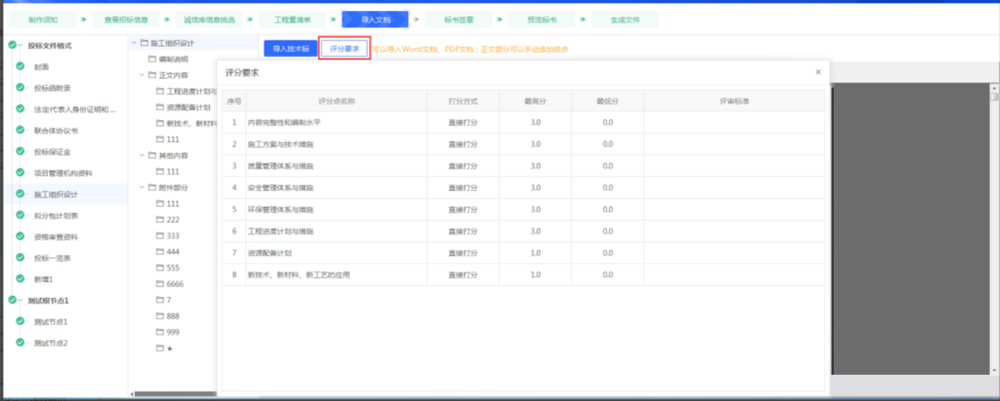 制作须知
查看招标信息
诚信库信息挑选
工程量清单
导入文档
标书签章
预览标书
生成文件
投标文件格式
封面
投标函附录
法定代表人身份证明和...
联合体协议书
投标保证金
项目管理机构资料
施工组织设计
拟分包计划表
资格审查资料
投标一览表
新增1
测试根节点1
测试节点1
测试节点2
施工组织设计
编制说明
正文内容
工程进度计划与
资源配备计划
新技术、新材料
111
其他内容
111
附件部分
111
222
333
444
555
6666
7
888
999
★
导入技术标 评分要求 可以导入Word文档、PDF文档；正文部分可以手动添加结点
评分要求 ×
序号 评分点名称 打分方式 最高分 最低分 评审标准
1 内容完整性和编制水平 直接打分 3.0 0.0
2 施工方案与技术措施 直接打分 3.0 0.0
3 质量管理体系与措施 直接打分 3.0 0.0
4 安全管理体系与措施 直接打分 3.0 0.0
5 环保管理体系与措施 直接打分 3.0 0.0
6 工程进度计划与措施 直接打分 3.0 0.0
7 资源配备计划 直接打分 1.0 0.0
8 新技术、新材料、新工艺的应用 直接打分 1.0 0.0